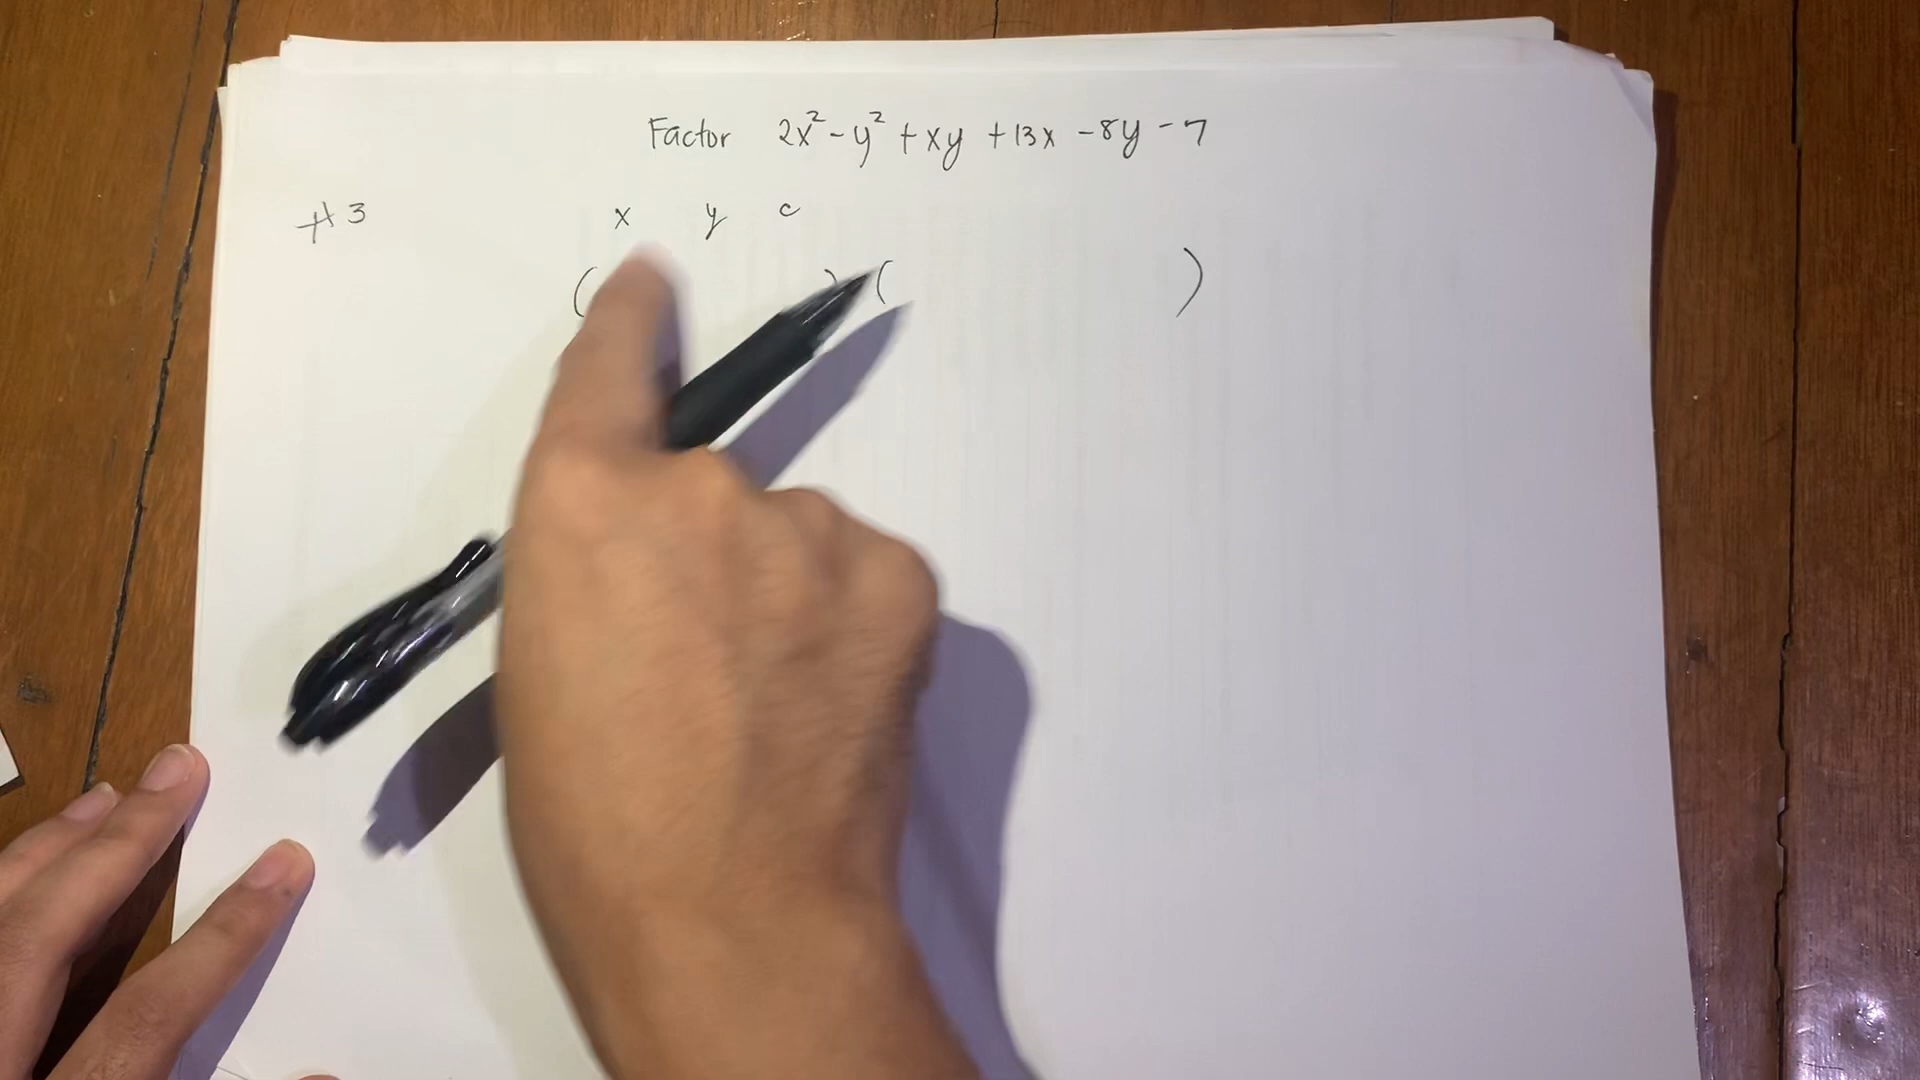 Factor 2x² - y² + xy + 13x - 8y - 7
#3 x y c
( ) ( )